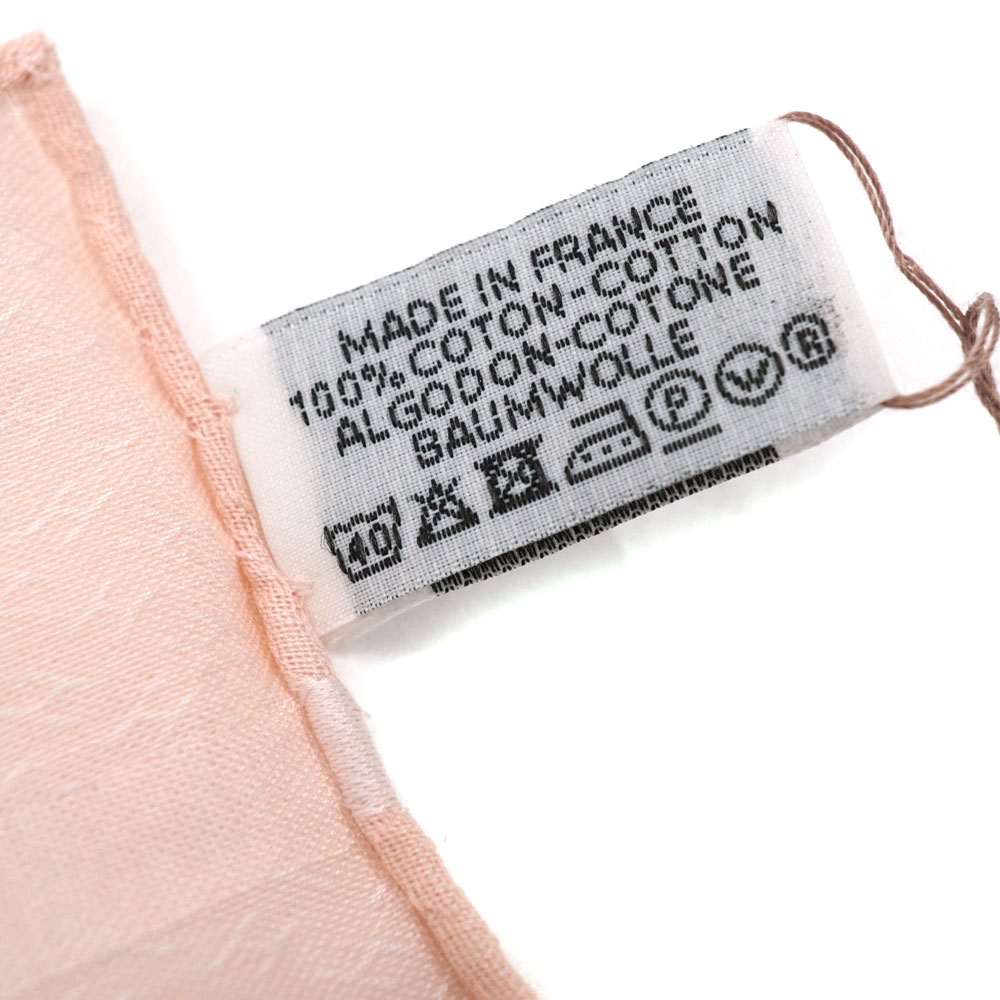 MADE IN FRANCE
100% COTON-COTTON
ALGODON-COTONE
BAUMWOLLE
40 P W R